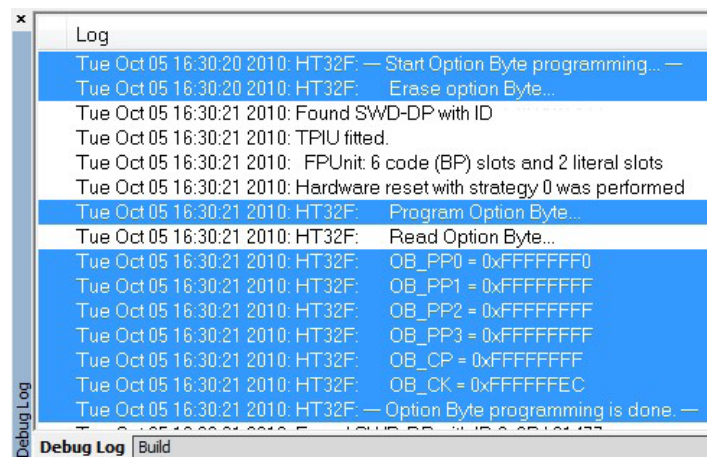 ×
Log
Tue Oct 05 16:30:20 2010: HT32F: — Start Option Byte programming... —
Tue Oct 05 16:30:20 2010: HT32F: Erase option Byte...
Tue Oct 05 16:30:21 2010: Found SWD-DP with ID
Tue Oct 05 16:30:21 2010: TPIU fitted.
Tue Oct 05 16:30:21 2010: FPUnit: 6 code (BP) slots and 2 literal slots
Tue Oct 05 16:30:21 2010: Hardware reset with strategy 0 was performed
Tue Oct 05 16:30:21 2010: HT32F: Program Option Byte...
Tue Oct 05 16:30:21 2010: HT32F: Read Option Byte...
Tue Oct 05 16:30:21 2010: HT32F: OB_PP0 = 0xFFFFFFF0
Tue Oct 05 16:30:21 2010: HT32F: OB_PP1 = 0xFFFFFFFF
Tue Oct 05 16:30:21 2010: HT32F: OB_PP2 = 0xFFFFFFFF
Tue Oct 05 16:30:21 2010: HT32F: OB_PP3 = 0xFFFFFFFF
Tue Oct 05 16:30:21 2010: HT32F: OB_CP = 0xFFFFFFFF
Tue Oct 05 16:30:21 2010: HT32F: OB_CK = 0xFFFFFFEC
Tue Oct 05 16:30:21 2010: HT32F: — Option Byte programming is done. —
Debug Log
Debug Log Build